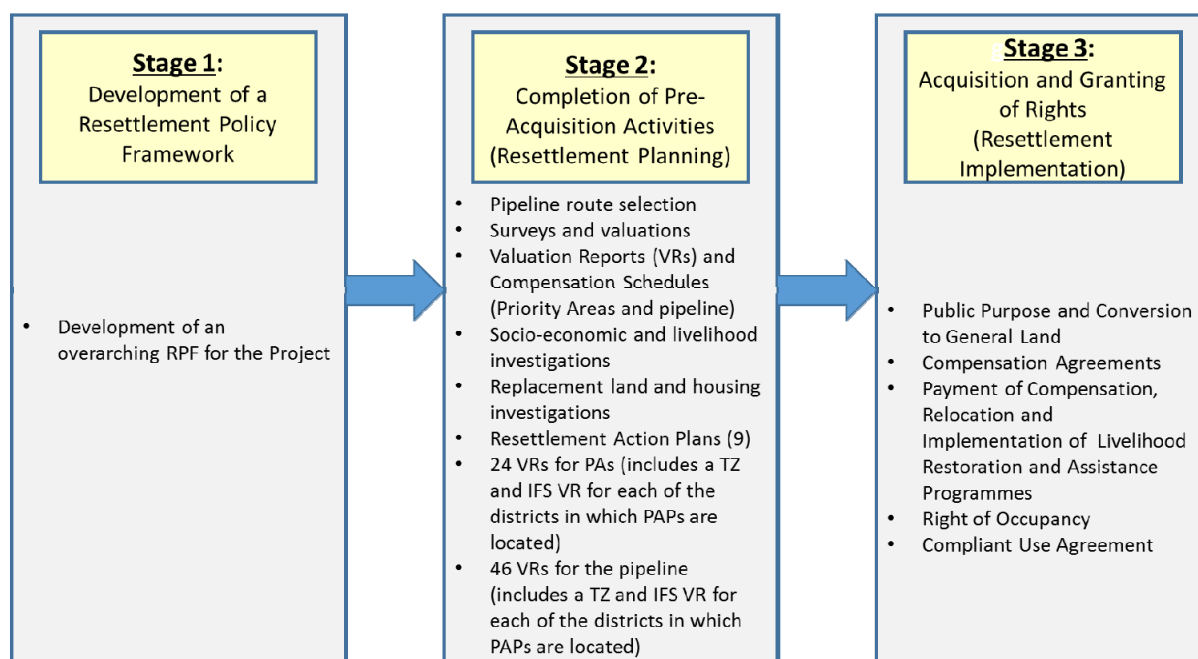 Stage 1:
Development of a
Resettlement Policy
Framework
• Development of an
overarching RPF for the Project
Stage 2:
Completion of Pre-
Acquisition Activities
(Resettlement Planning)
• Pipeline route selection
• Surveys and valuations
• Valuation Reports (VRs) and
Compensation Schedules
(Priority Areas and pipeline)
• Socio-economic and livelihood
investigations
• Replacement land and housing
investigations
• Resettlement Action Plans (9)
• 24 VRs for PAs (includes a TZ
and IFS VR for each of the
districts in which PAPs are
located)
• 46 VRs for the pipeline
(includes a TZ and IFS VR for
each of the districts in which
PAPs are located)
Stage 3:
Acquisition and Granting
of Rights
(Resettlement
Implementation)
• Public Purpose and Conversion
to General Land
• Compensation Agreements
• Payment of Compensation,
Relocation and
Implementation of Livelihood
Restoration and Assistance
Programmes
• Right of Occupancy
• Compliant Use Agreement